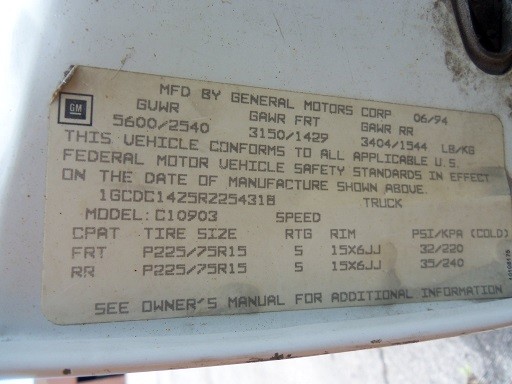 GM
MFD BY GENERAL MOTORS CORP 06/94
GVWR GAWR FRT GAWR RR
5600/2540 3150/1429 3404/1544 LB/KG
THIS VEHICLE CONFORMS TO ALL APPLICABLE U.S.
FEDERAL MOTOR VEHICLE SAFETY STANDARDS IN EFFECT
ON THE DATE OF MANUFACTURE SHOWN ABOVE.
1GCDC14Z5RZ254318 TRUCK
MODEL: C10903 SPEED
CPAT TIRE SIZE RTG RIM PSI/KPA (COLD)
FRT P225/75R15 S 15X6JJ 32/220
RR P225/75R15 S 15X6JJ 35/240
SEE OWNER'S MANUAL FOR ADDITIONAL INFORMATION